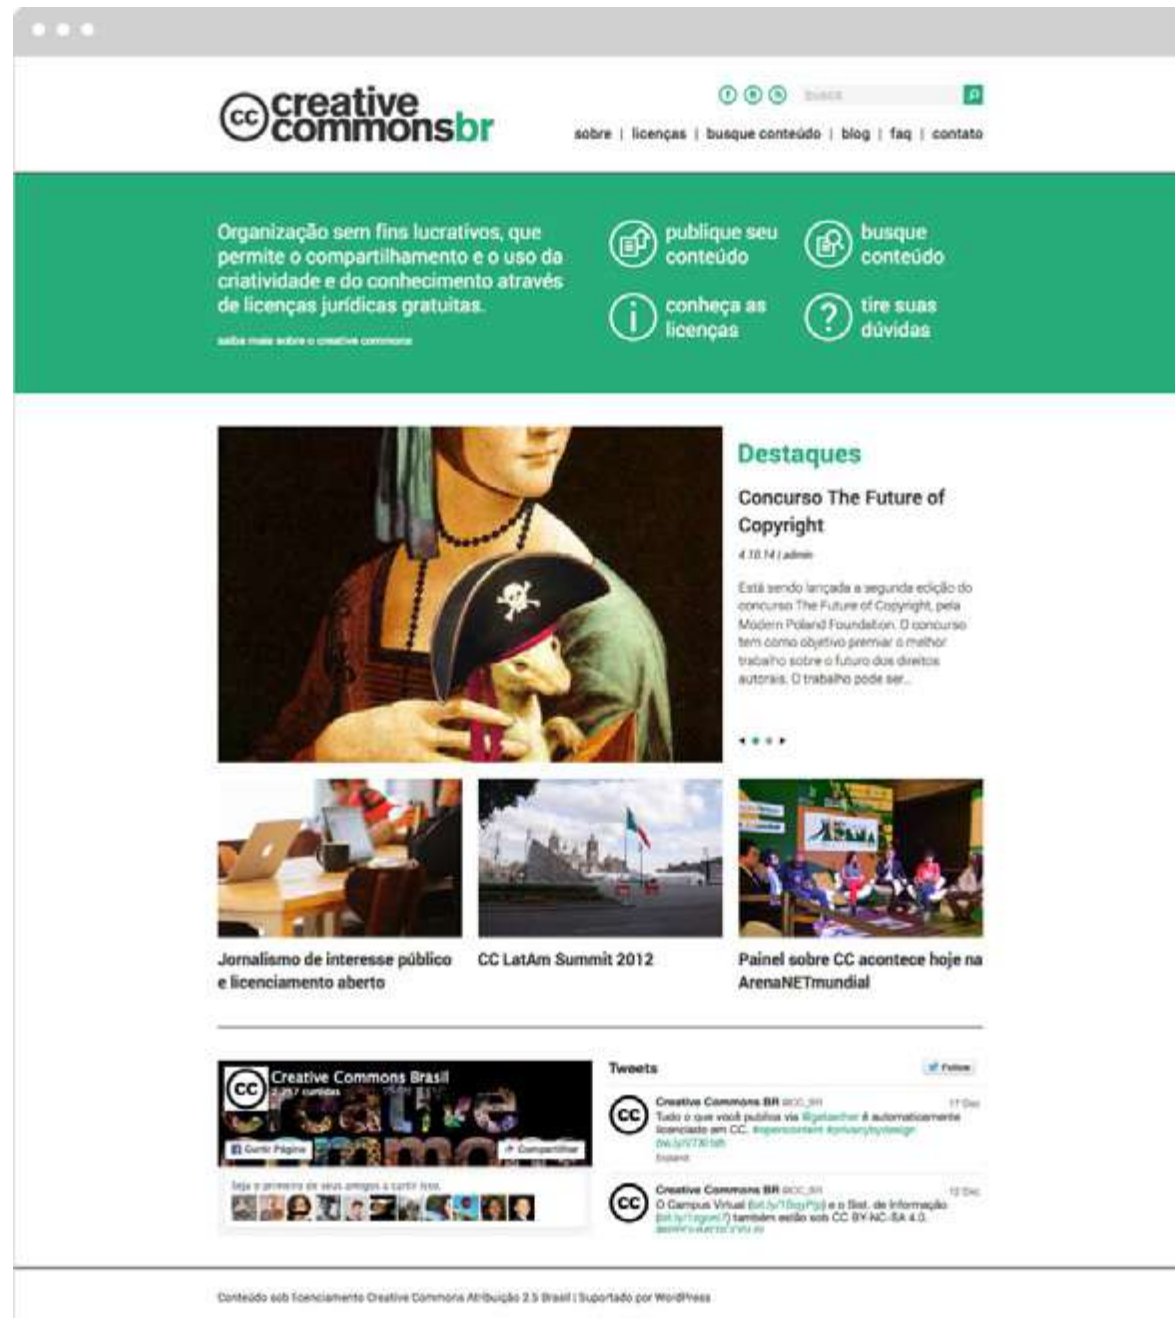 creative
commonsbr
busca
sobre | licenças | busque conteúdo | blog | faq | contato
Organização sem fins lucrativos, que
permite o compartilhamento e o uso da
criatividade e do conhecimento através
de licenças jurídicas gratuitas.
saiba mais sobre o creative commons
publique seu
conteúdo
busque
conteúdo
conheça as
licenças
tire suas
dúvidas
Destaques
Concurso The Future of
Copyright
4.10.14 | admin
Está sendo lançada a segunda edição do
concurso The Future of Copyright, pela
Modern Poland Foundation. O concurso
tem como objetivo premiar o melhor
trabalho sobre o futuro dos direitos
autorais. O trabalho pode ser...
Jornalismo de interesse público
e licenciamento aberto
CC LatAm Summit 2012
Painel sobre CC acontece hoje na
ArenaNETmundial
Creative Commons Brasil
curtidas
Curtir Página
Compartilhar
Seja o primeiro de seus amigos a curtir isso.
Tweets
Follow
Creative Commons BR @CC_BR
17 Dec
Tudo o que você publica via é automaticamente
licenciado em CC. #opencontent #privacybydesign
Expand
Creative Commons BR @CC_BR
12 Dec
O Campus Virtual e o Sist. de Informação
também estão sob CC BY-NC-SA 4.0.
Conteúdo sob licenciamento Creative Commons Atribuição 2.5 Brasil | Suportado por WordPress